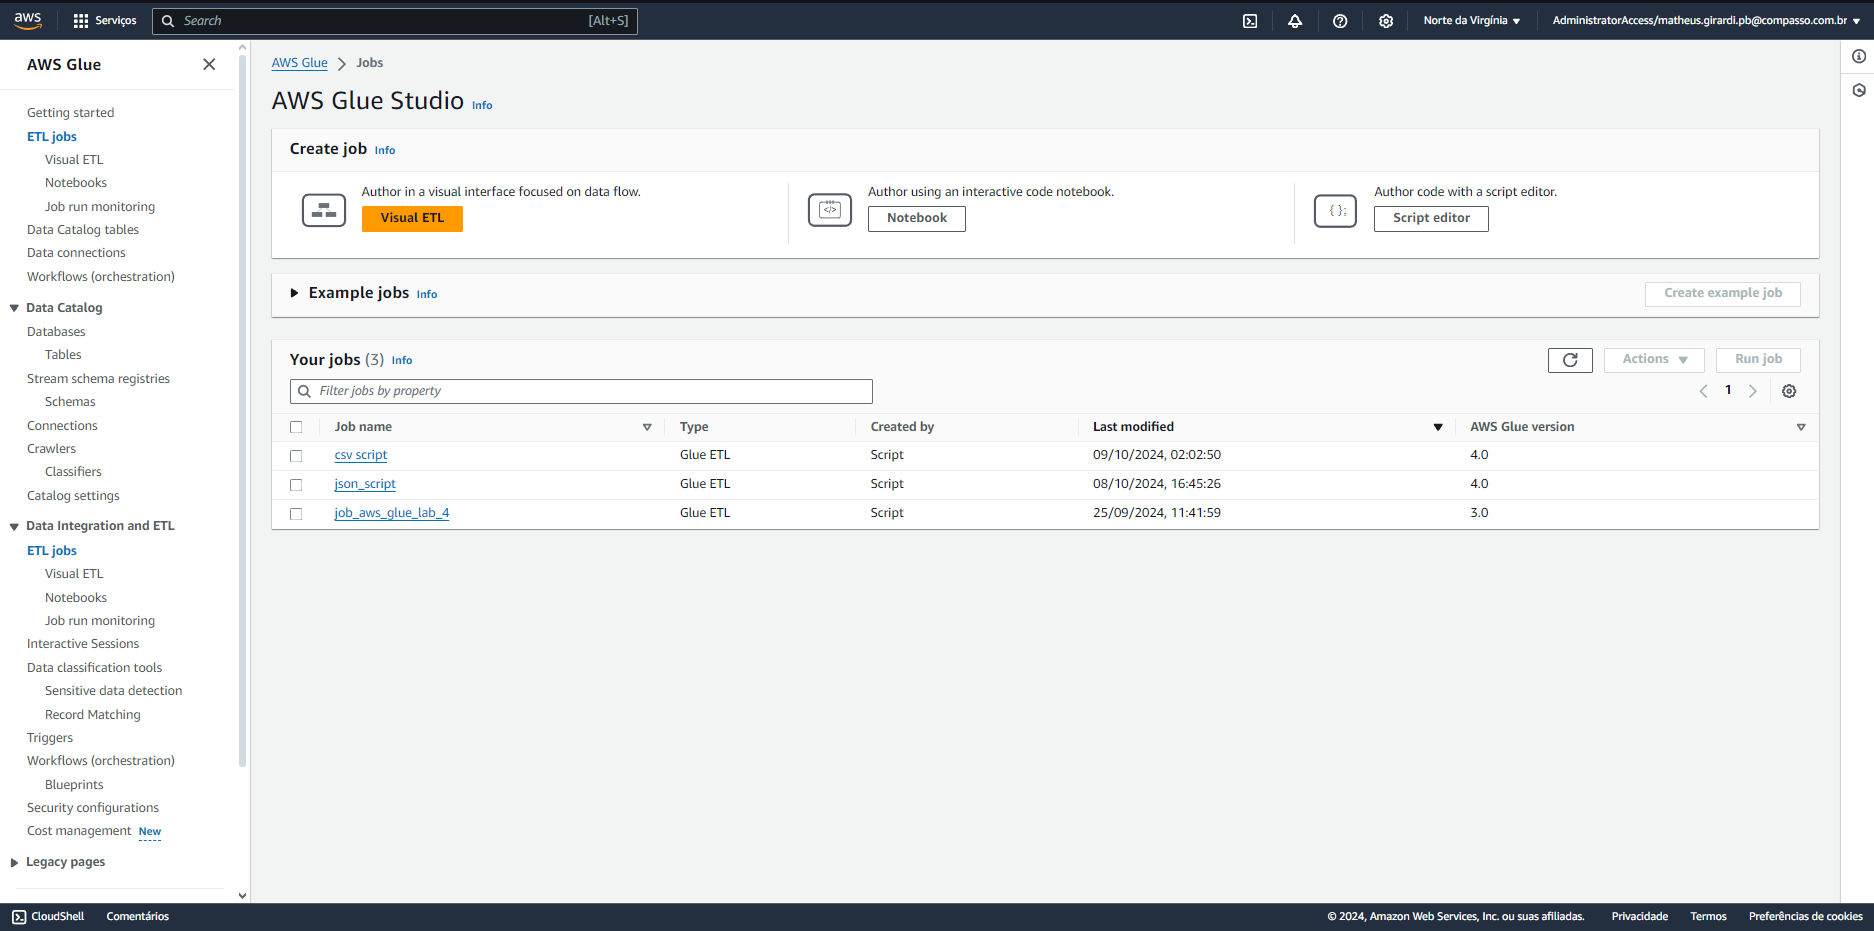 aws
Serviços
Search
[Alt+S]
Norte da Virgínia
AdministratorAccess/matheus.girardi.pb@compasso.com.br
AWS Glue
Getting started
ETL jobs
Visual ETL
Notebooks
Job run monitoring
Data Catalog tables
Data connections
Workflows (orchestration)
Data Catalog
Databases
Tables
Stream schema registries
Schemas
Connections
Crawlers
Classifiers
Catalog settings
Data Integration and ETL
ETL jobs
Visual ETL
Notebooks
Job run monitoring
Interactive Sessions
Data classification tools
Sensitive data detection
Record Matching
Triggers
Workflows (orchestration)
Blueprints
Security configurations
Cost management New
Legacy pages
AWS Glue > Jobs
AWS Glue Studio Info
Create job Info
Author in a visual interface focused on data flow.
Visual ETL
Author using an interactive code notebook.
Notebook
Author code with a script editor.
Script editor
Example jobs Info
Create example job
Your jobs (3) Info
Actions
Run job
Filter jobs by property
1
Job name Type Created by Last modified AWS Glue version
csv script Glue ETL Script 09/10/2024, 02:02:50 4.0
json_script Glue ETL Script 08/10/2024, 16:45:26 4.0
job_aws_glue_lab_4 Glue ETL Script 25/09/2024, 11:41:59 3.0
CloudShell
Comentários
© 2024, Amazon Web Services, Inc. ou suas afiliadas.
Privacidade
Termos
Preferências de cookies